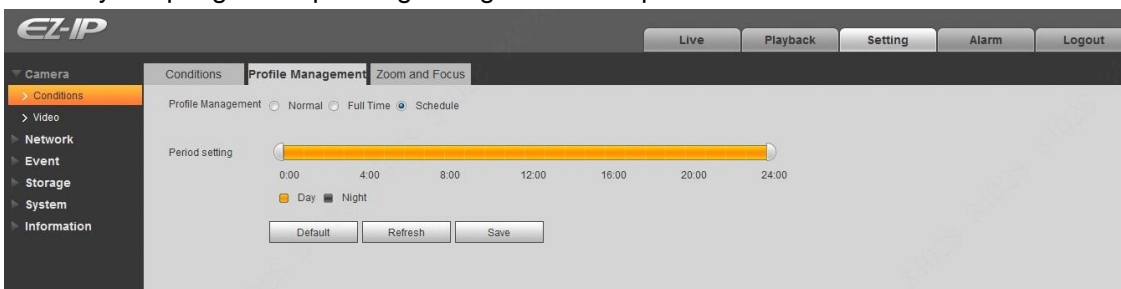 EZ-IP
Live Playback Setting Alarm Logout
Camera
Conditions
Video
Network
Event
Storage
System
Information
Conditions Profile Management Zoom and Focus
Profile Management Normal Full Time Schedule
Period setting
0:00 4:00 8:00 12:00 16:00 20:00 24:00
Day Night
Default Refresh Save